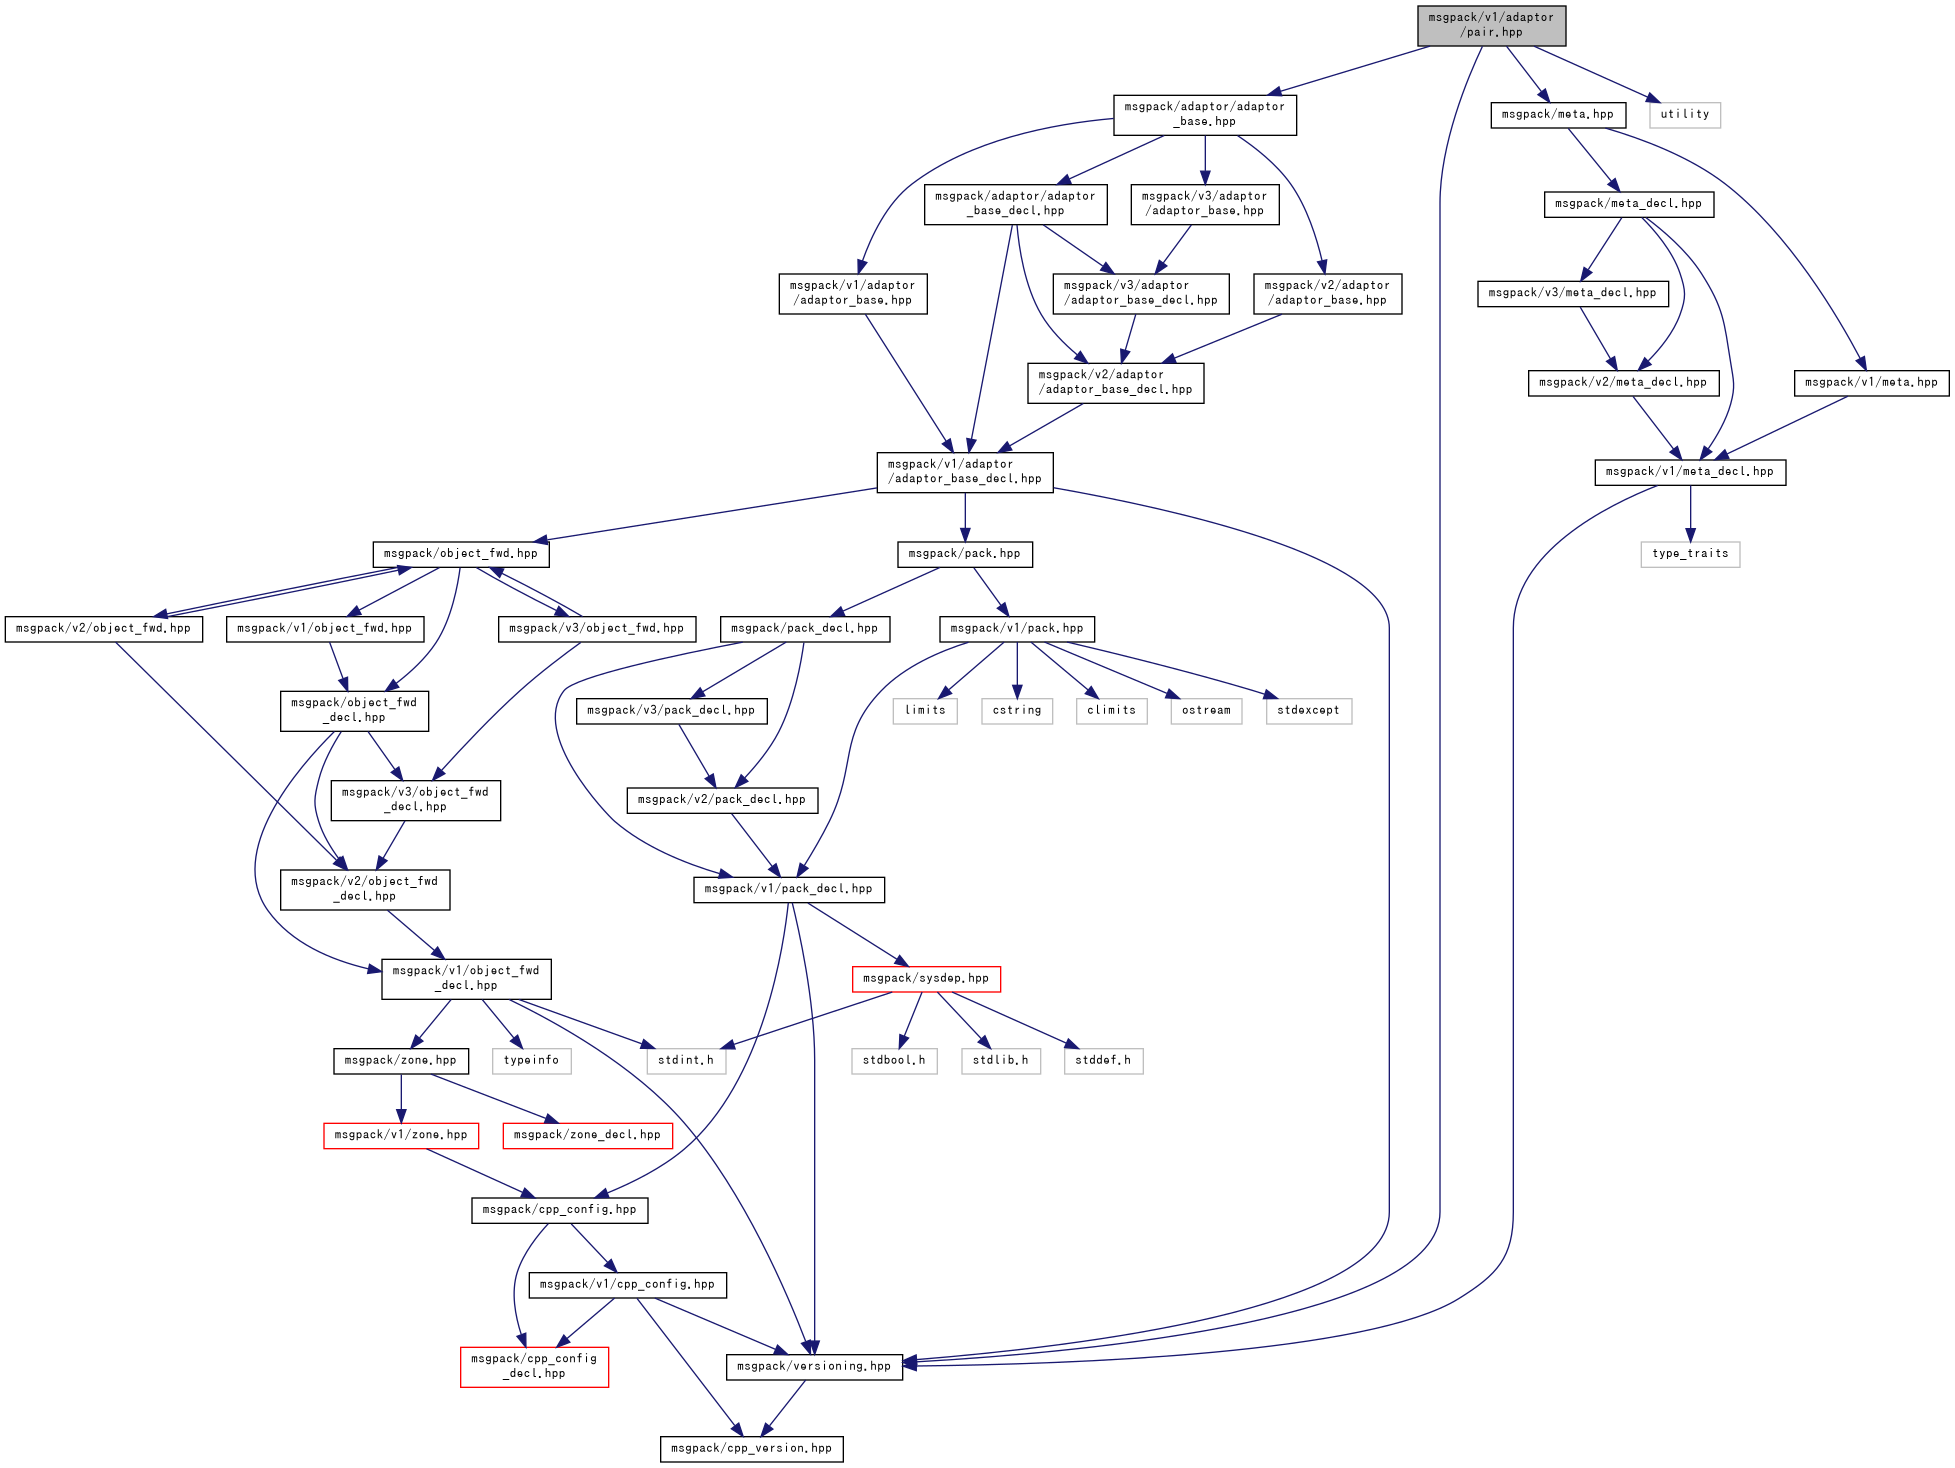 msgpack/v1/adaptor
/pair.hpp
msgpack/adaptor/adaptor
_base.hpp
msgpack/meta.hpp
utility
msgpack/adaptor/adaptor
_base_decl.hpp
msgpack/v3/adaptor
/adaptor_base.hpp
msgpack/meta_decl.hpp
msgpack/v1/adaptor
/adaptor_base.hpp
msgpack/v3/adaptor
/adaptor_base_decl.hpp
msgpack/v2/adaptor
/adaptor_base.hpp
msgpack/v3/meta_decl.hpp
msgpack/v2/adaptor
/adaptor_base_decl.hpp
msgpack/v2/meta_decl.hpp
msgpack/v1/meta.hpp
msgpack/v1/adaptor
/adaptor_base_decl.hpp
msgpack/v1/meta_decl.hpp
msgpack/object_fwd.hpp
msgpack/pack.hpp
type_traits
msgpack/v2/object_fwd.hpp
msgpack/v1/object_fwd.hpp
msgpack/v3/object_fwd.hpp
msgpack/pack_decl.hpp
msgpack/v1/pack.hpp
msgpack/object_fwd
_decl.hpp
msgpack/v3/pack_decl.hpp
limits
cstring
climits
ostream
stdexcept
msgpack/v3/object_fwd
_decl.hpp
msgpack/v2/pack_decl.hpp
msgpack/v2/object_fwd
_decl.hpp
msgpack/v1/pack_decl.hpp
msgpack/v1/object_fwd
_decl.hpp
msgpack/sysdep.hpp
msgpack/zone.hpp
typeinfo
stdint.h
stdbool.h
stdlib.h
stddef.h
msgpack/v1/zone.hpp
msgpack/zone_decl.hpp
msgpack/cpp_config.hpp
msgpack/v1/cpp_config.hpp
msgpack/cpp_config
_decl.hpp
msgpack/versioning.hpp
msgpack/cpp_version.hpp